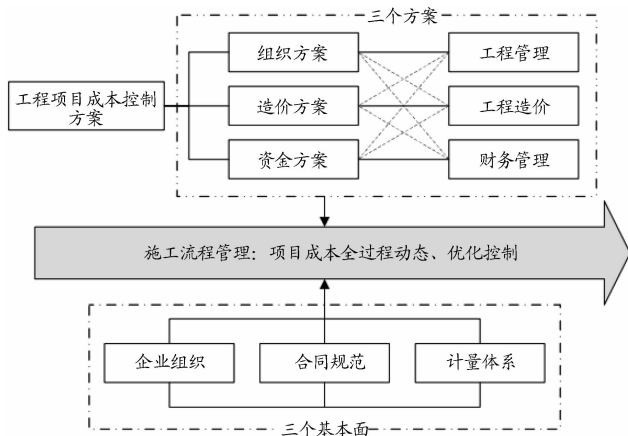 三个方案
组织方案
工程管理
工程项目成本控制
方案
造价方案
工程造价
资金方案
财务管理
施工流程管理：项目成本全过程动态、优化控制
企业组织
合同规范
计量体系
三个基本面